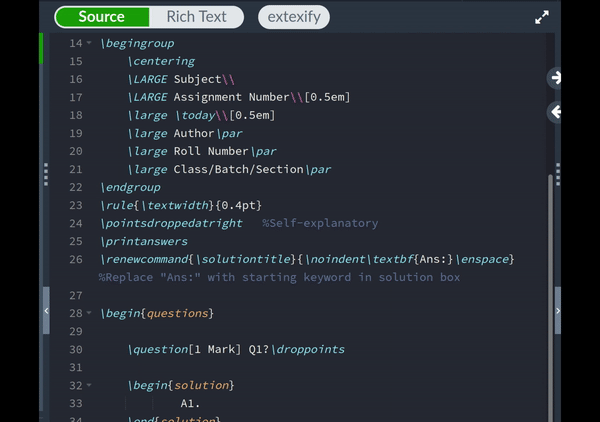 Source Rich Text extexify
14 \begingroup
15 \centering
16 \LARGE Subject\\
17 \LARGE Assignment Number\\[0.5em]
18 \large \today\\[0.5em]
19 \large Author\par
20 \large Roll Number\par
21 \large Class/Batch/Section\par
22 \endgroup
23 \rule{\textwidth}{0.4pt}
24 \pointsdroppedatright %Self-explanatory
25 \printanswers
26 \renewcommand{\solutiontitle}{\noindent\textbf{Ans:}\enspace}
%Replace "Ans:" with starting keyword in solution box
27
28 \begin{questions}
29
30 \question[1 Mark] Q1?\droppoints
31
32 \begin{solution}
33 A1.
34 \end{solution}